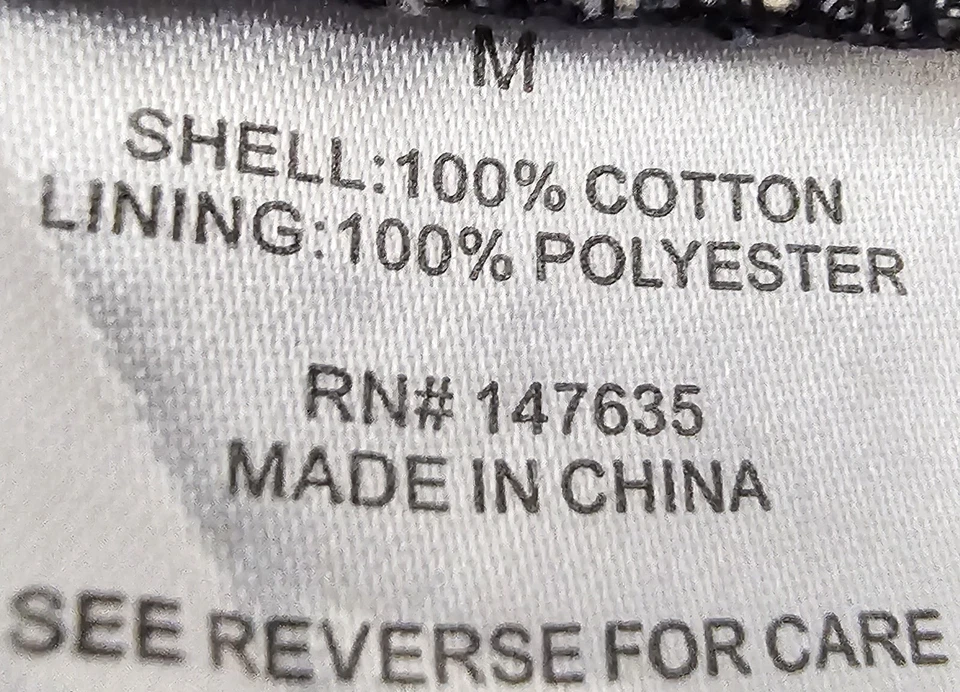 M
SHELL:100% COTTON
LINING:100% POLYESTER
RN# 147635
MADE IN CHINA
SEE REVERSE FOR CARE